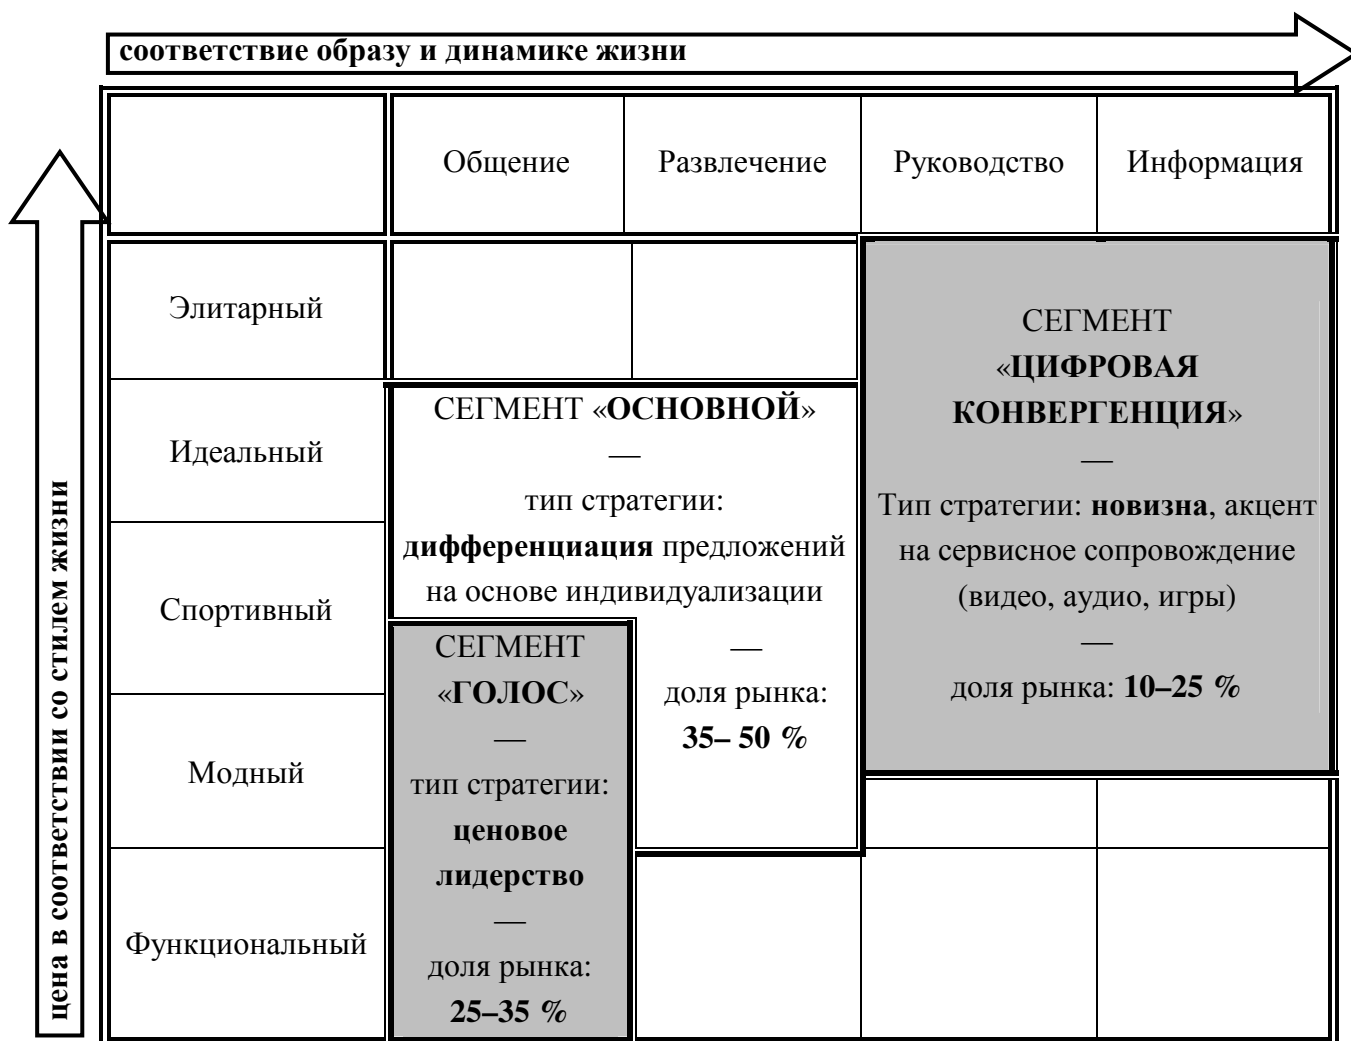 соответствие образу и динамике жизни
цена в соответствии со стилем жизни
Общение
Развлечение
Руководство
Информация
Элитарный
Идеальный
Спортивный
Модный
Функциональный
СЕГМЕНТ «ОСНОВНОЙ»
—
тип стратегии:
дифференциация предложений
на основе индивидуализации
—
доля рынка:
35– 50 %
СЕГМЕНТ
«ГОЛОС»
—
тип стратегии:
ценовое
лидерство
—
доля рынка:
25–35 %
СЕГМЕНТ
«ЦИФРОВАЯ
КОНВЕРГЕНЦИЯ»
—
Тип стратегии: новизна, акцент
на сервисное сопровождение
(видео, аудио, игры)
—
доля рынка: 10–25 %